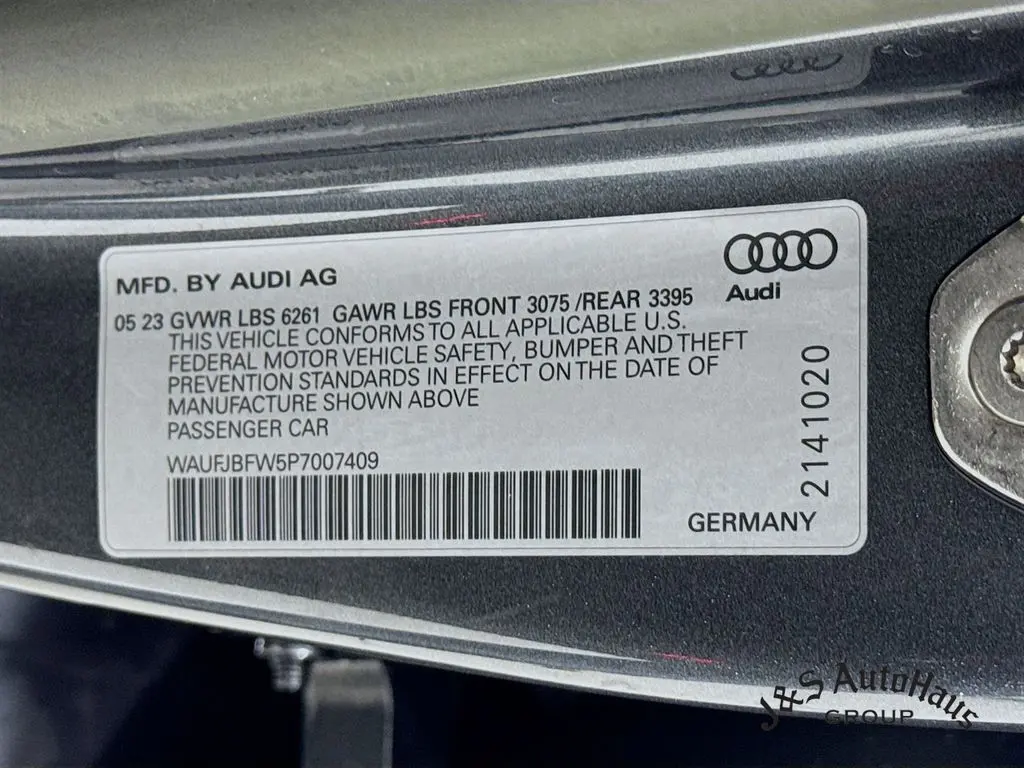 MFD. BY AUDI AG
Audi
05 23 GVWR LBS 6261 GAWR LBS FRONT 3075 /REAR 3395
THIS VEHICLE CONFORMS TO ALL APPLICABLE U.S.
FEDERAL MOTOR VEHICLE SAFETY, BUMPER AND THEFT
PREVENTION STANDARDS IN EFFECT ON THE DATE OF
MANUFACTURE SHOWN ABOVE
PASSENGER CAR
WAUFJBFW5P7007409
GERMANY
2141020
J&S AutoHaus
GROUP